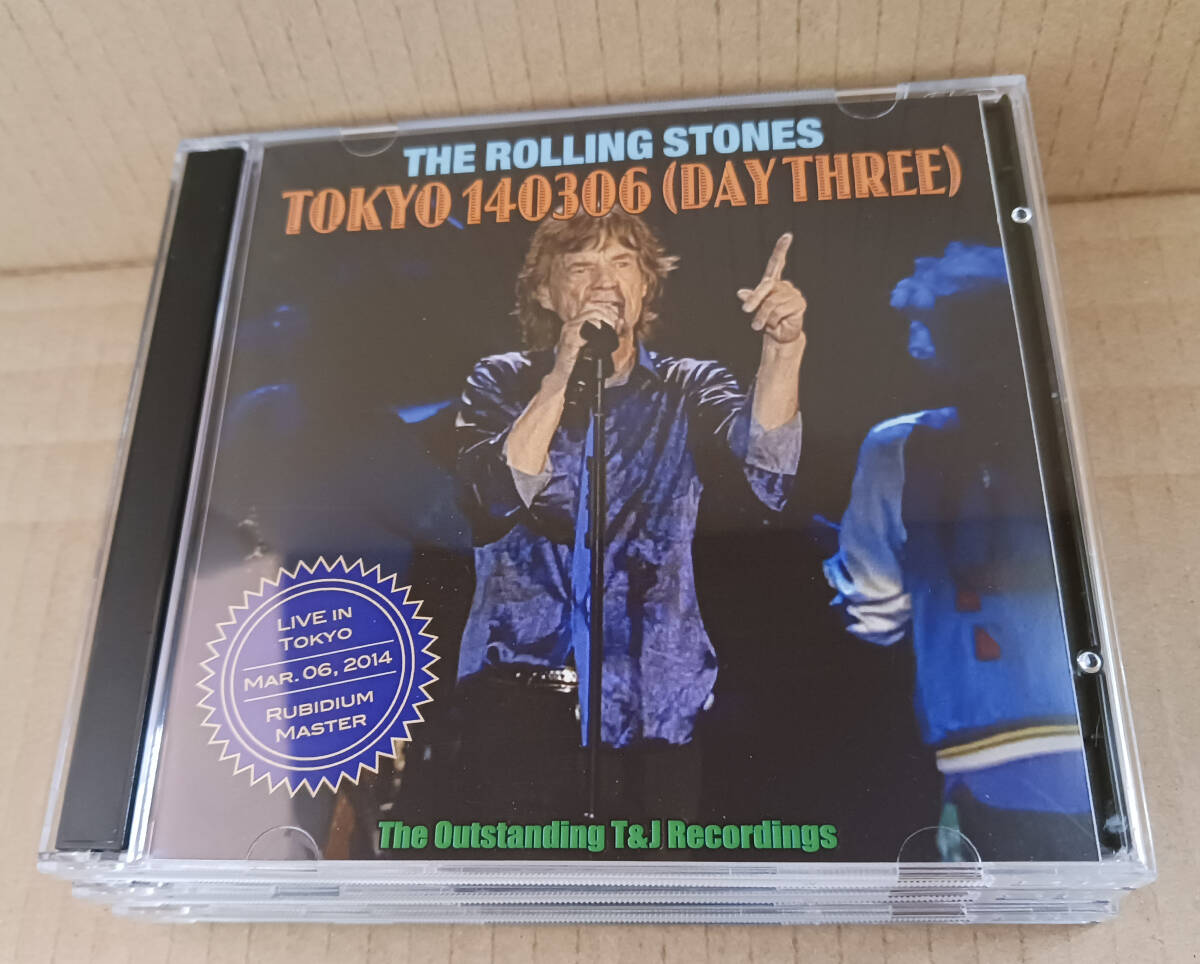 THE ROLLING STONES
TOKYO 140306 (DAY THREE)
LIVE IN
TOKYO
MAR. 06, 2014
RUBIDIUM
MASTER
The Outstanding T&J Recordings